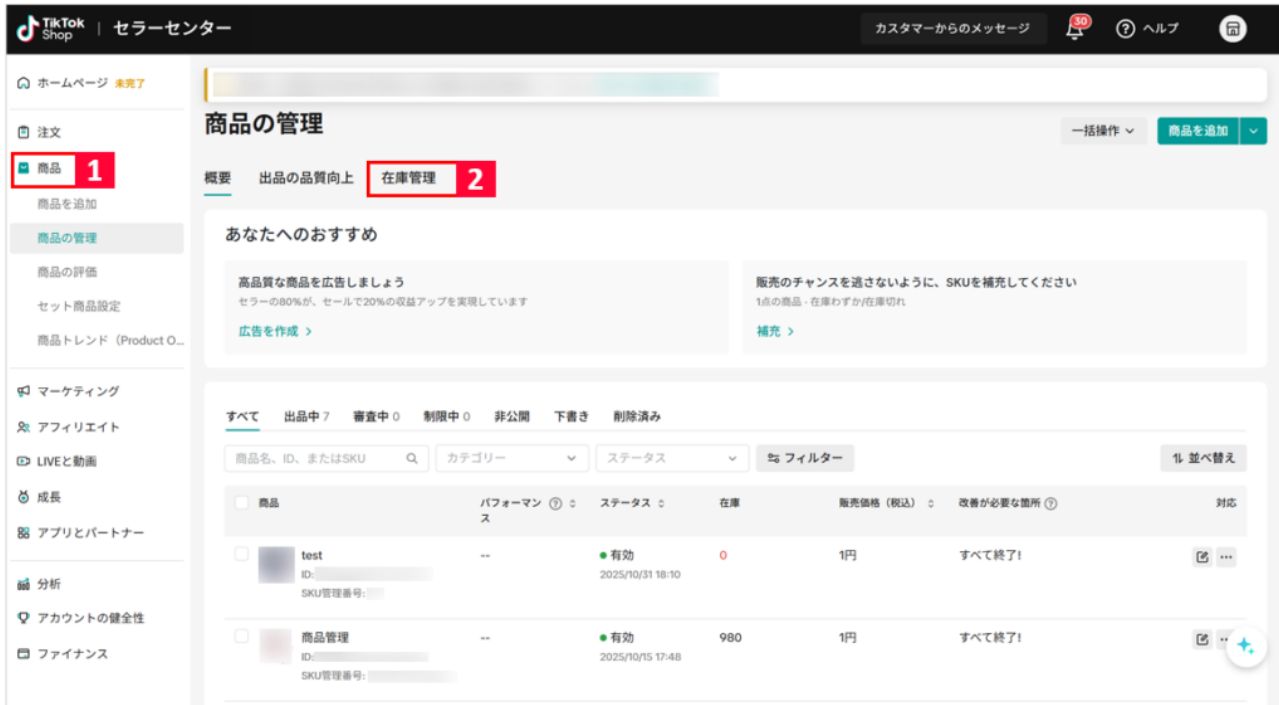 TikTok Shop | セラーセンター
カスタマーからのメッセージ
30
ヘルプ
ホームページ 未完了
注文
商品 1
商品を追加
商品の管理
商品の評価
セット商品設定
商品トレンド（Product O...
マーケティング
アフィリエイト
LIVEと動画
成長
アプリとパートナー
分析
アカウントの健全性
ファイナンス
商品の管理
一括操作
商品を追加
概要 出品の品質向上 在庫管理 2
あなたへのおすすめ
高品質な商品を広告しましょう
セラーの80%が、セールで20%の収益アップを実現しています
広告を作成 >
販売のチャンスを逃さないように、SKUを補充してください
1点の商品 · 在庫わずか/在庫切れ
補充 >
すべて 出品中 7 審査中 0 制限中 0 非公開 下書き 削除済み
商品名、ID、またはSKU カテゴリー ステータス フィルター 並べ替え
商品 パフォーマンス ステータス 在庫 販売価格（税込） 改善が必要な箇所 対応
test -- 有効 0 1円 すべて終了!
ID: 2025/10/31 18:10
SKU管理番号:
商品管理 -- 有効 980 1円 すべて終了!
ID: 2025/10/15 17:48
SKU管理番号: